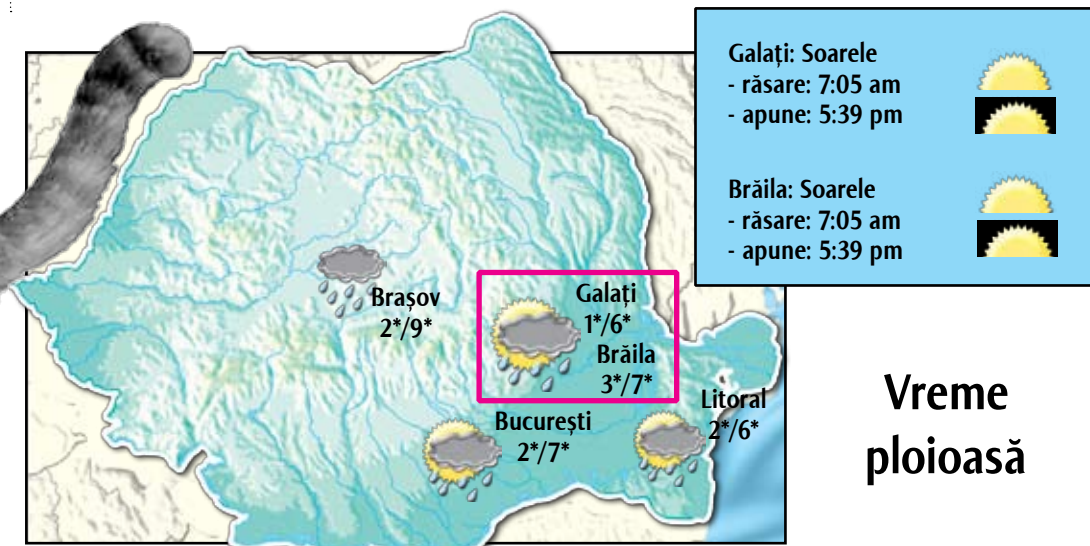 Galați: Soarele
- răsare: 7:05 am
- apune: 5:39 pm
Brăila: Soarele
- răsare: 7:05 am
- apune: 5:39 pm
Brașov
2*/9*
Galați
1*/6*
Brăila
3*/7*
București
2*/7*
Litoral
2*/6*
Vreme
ploioasă